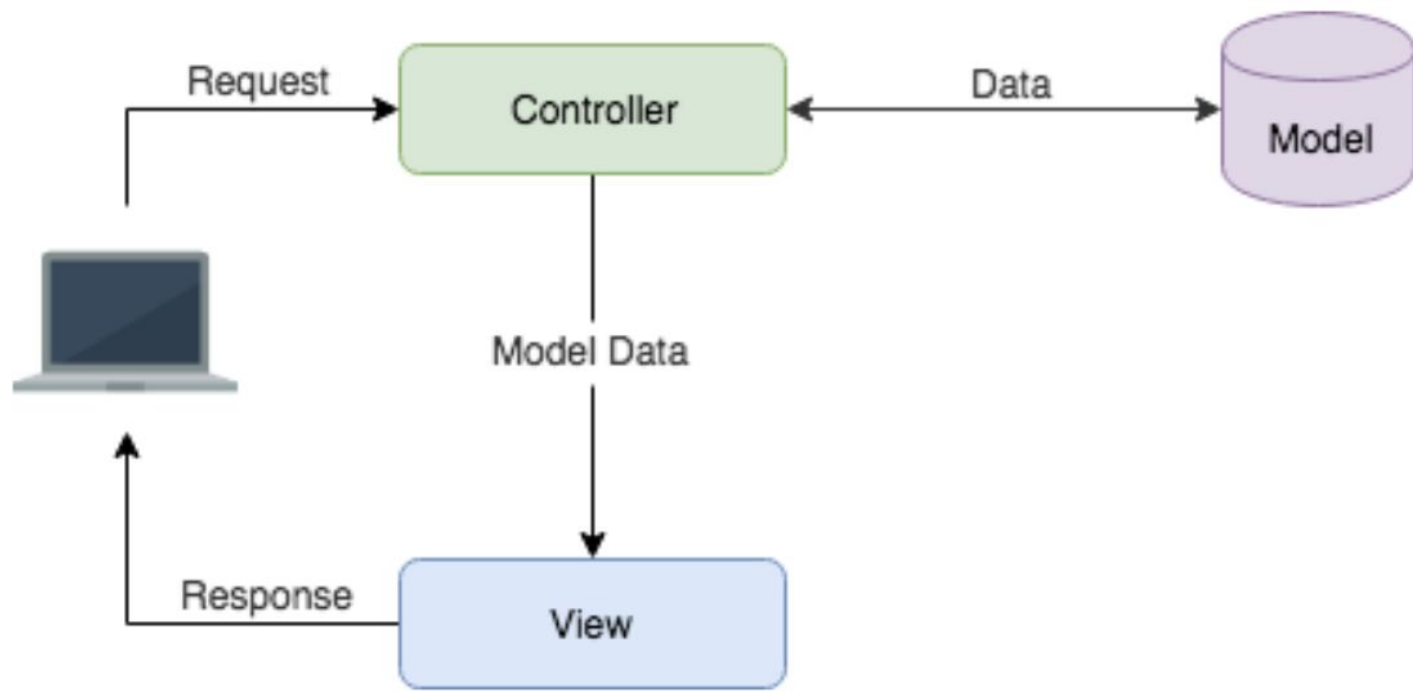 Request
Controller
Data
Model
Model Data
Response
View